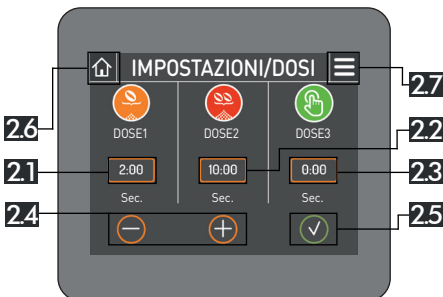 IMPOSTAZIONI/DOSI
2.7
2.6
DOSE1 DOSE2 DOSE3
2.2
2.1 2:00 10:00 0:00 2.3
Sec. Sec. Sec.
2.4 2.5